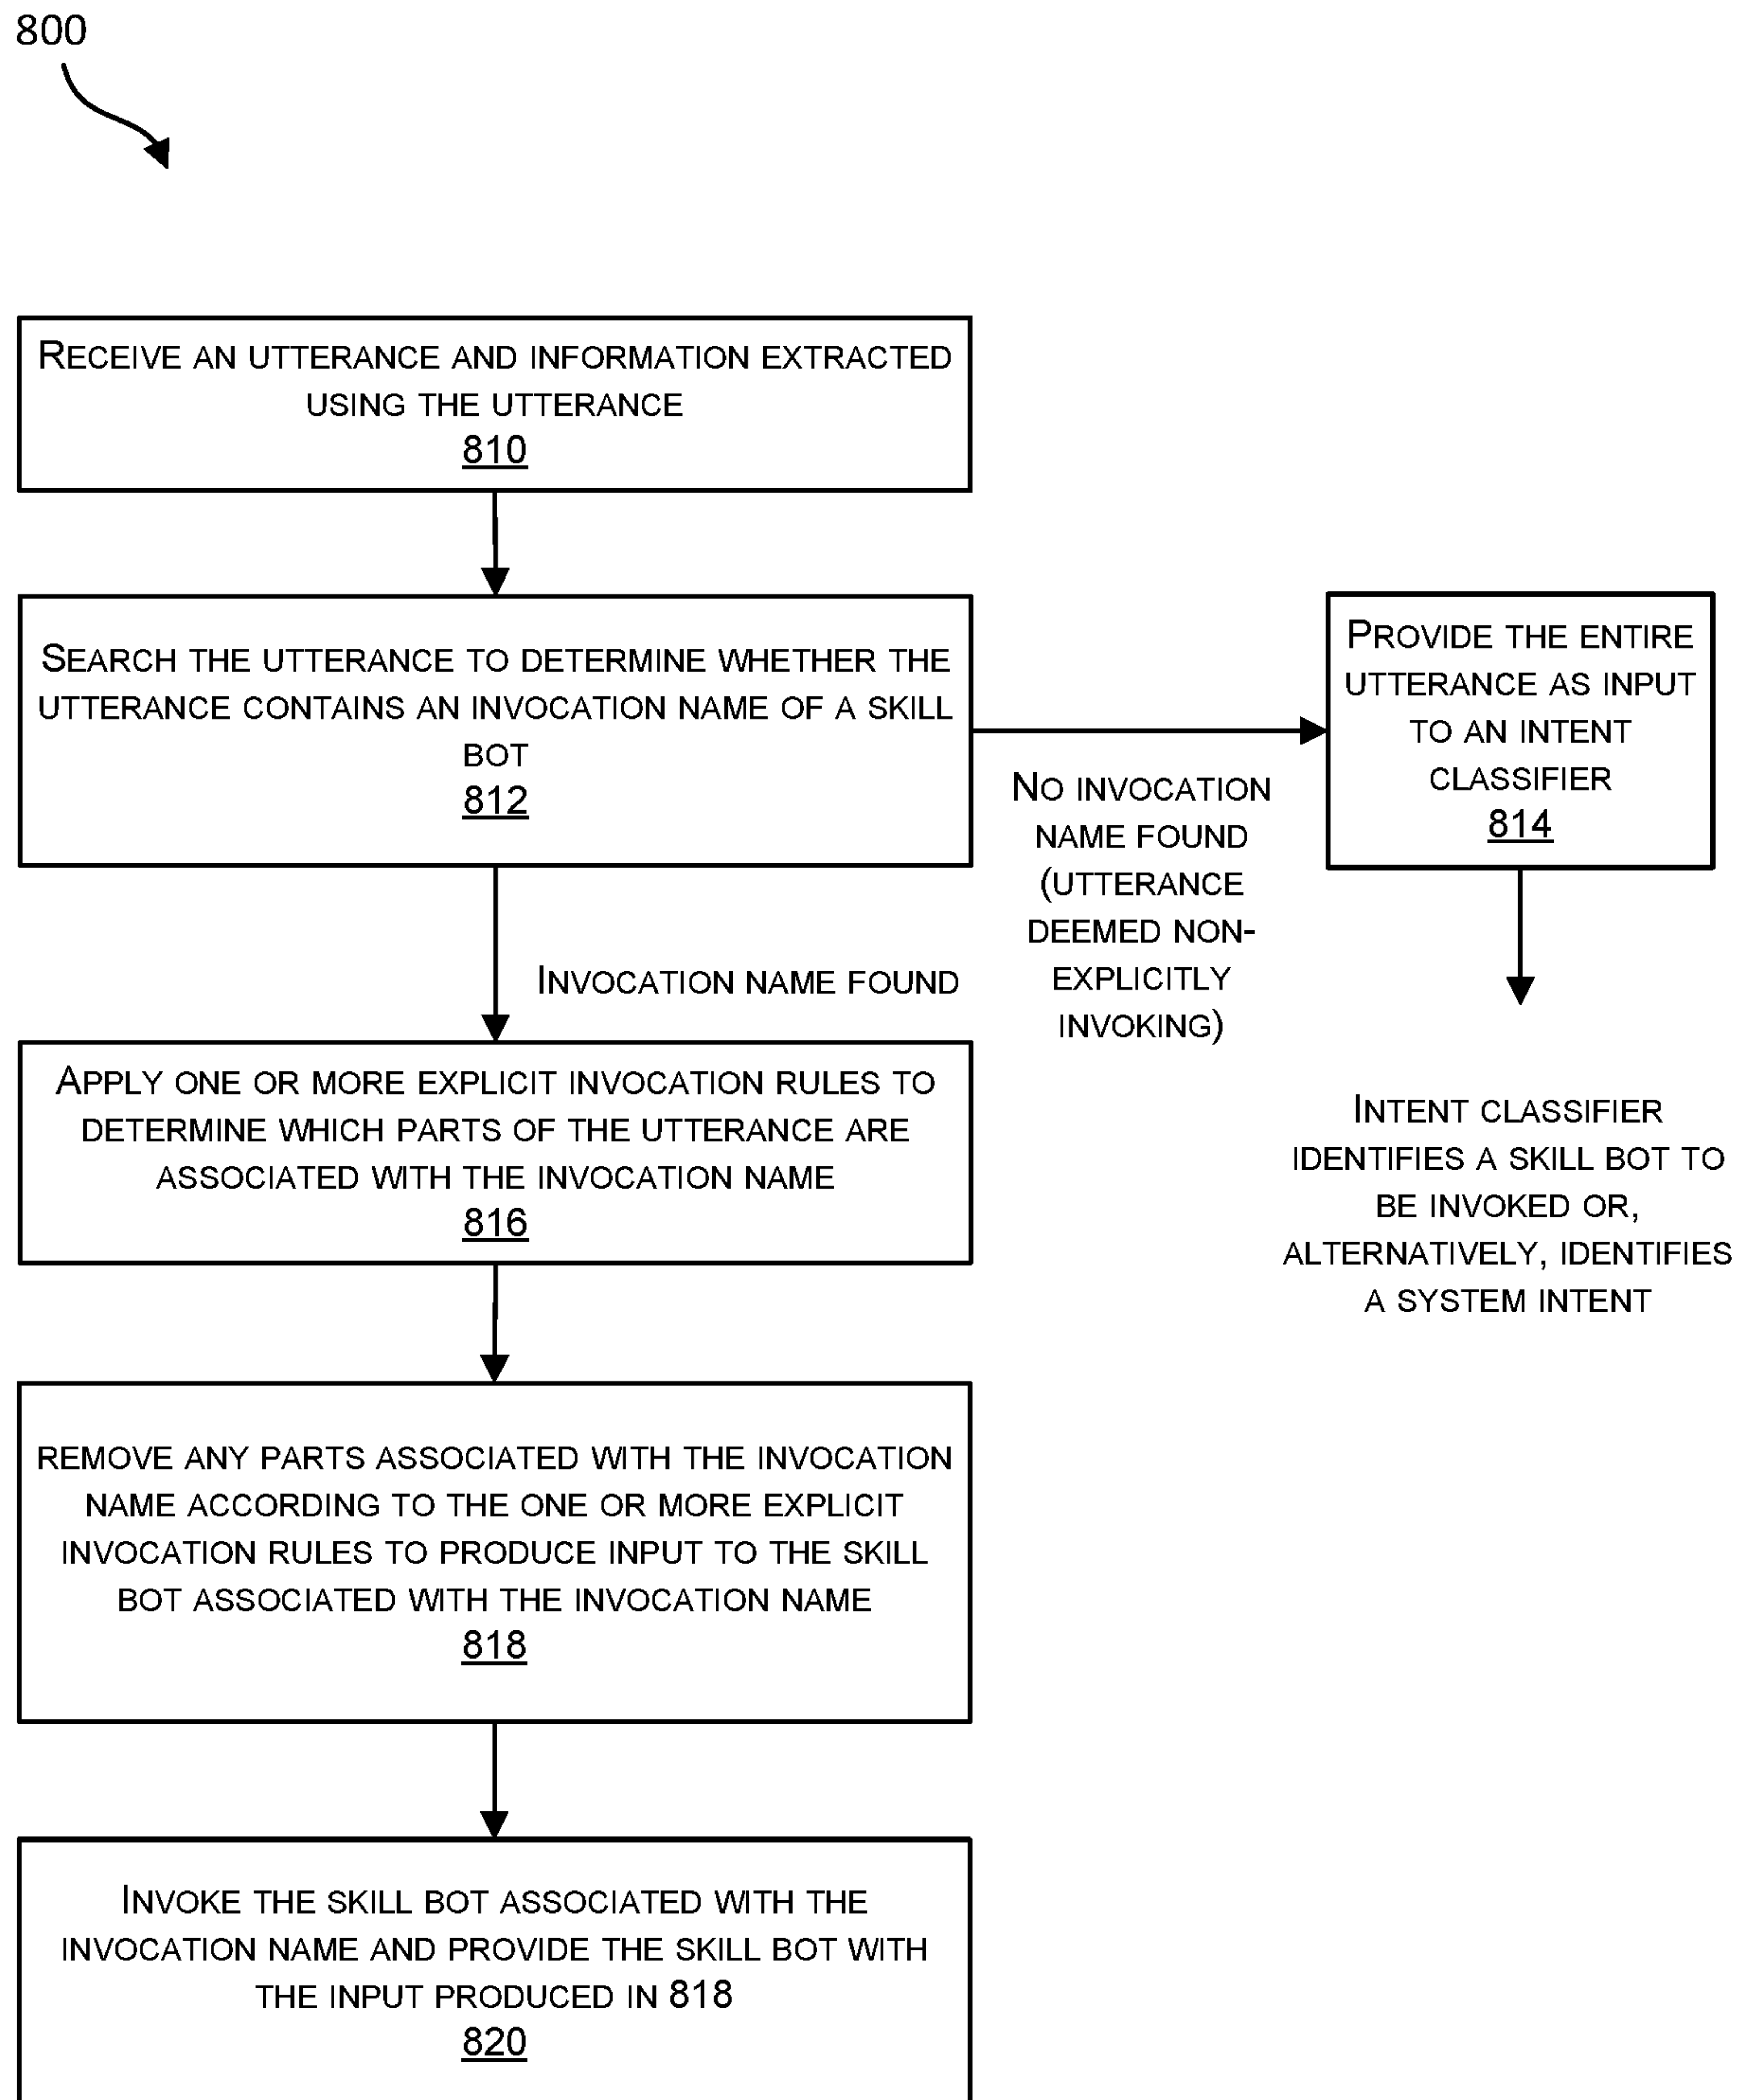 800
RECEIVE AN UTTERANCE AND INFORMATION EXTRACTED
USING THE UTTERANCE
810
SEARCH THE UTTERANCE TO DETERMINE WHETHER THE
UTTERANCE CONTAINS AN INVOCATION NAME OF A SKILL
BOT
812
NO INVOCATION
NAME FOUND
(UTTERANCE
DEEMED NON-
EXPLICITLY
INVOKING)
PROVIDE THE ENTIRE
UTTERANCE AS INPUT
TO AN INTENT
CLASSIFIER
814
INTENT CLASSIFIER
IDENTIFIES A SKILL BOT TO
BE INVOKED OR,
ALTERNATIVELY, IDENTIFIES
A SYSTEM INTENT
INVOCATION NAME FOUND
APPLY ONE OR MORE EXPLICIT INVOCATION RULES TO
DETERMINE WHICH PARTS OF THE UTTERANCE ARE
ASSOCIATED WITH THE INVOCATION NAME
816
REMOVE ANY PARTS ASSOCIATED WITH THE INVOCATION
NAME ACCORDING TO THE ONE OR MORE EXPLICIT
INVOCATION RULES TO PRODUCE INPUT TO THE SKILL
BOT ASSOCIATED WITH THE INVOCATION NAME
818
INVOKE THE SKILL BOT ASSOCIATED WITH THE
INVOCATION NAME AND PROVIDE THE SKILL BOT WITH
THE INPUT PRODUCED IN 818
820